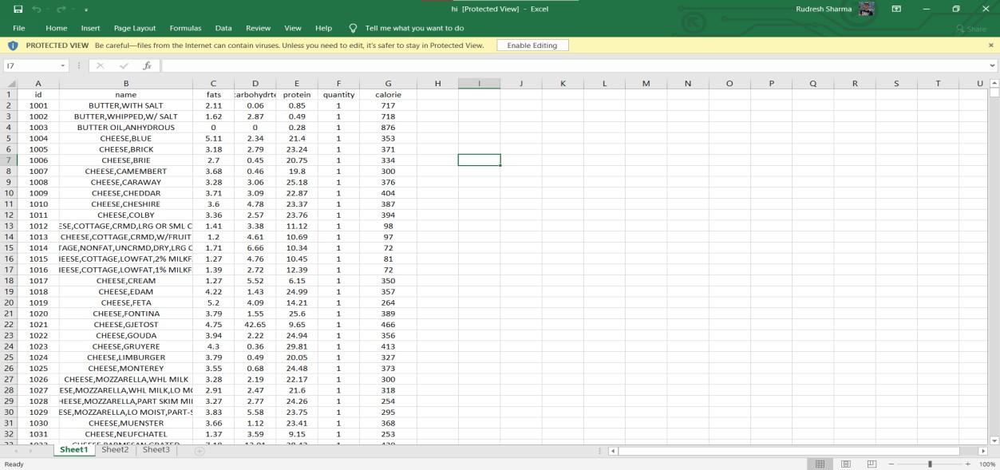 hi [Protected View] - Excel
Rudresh Sharma
File Home Insert Page Layout Formulas Data Review View Help Tell me what you want to do Share
PROTECTED VIEW Be careful—files from the Internet can contain viruses. Unless you need to edit, it's safer to stay in Protected View. Enable Editing
I7 fx
A B C D E F G H I J K L M N O P Q R S T U
1 id name fats carbohydrte protein quantity calorie
2 1001 BUTTER,WITH SALT 2.11 0.06 0.85 1 717
3 1002 BUTTER,WHIPPED,W/ SALT 1.62 2.87 0.49 1 718
4 1003 BUTTER OIL,ANHYDROUS 0 0 0.28 1 876
5 1004 CHEESE,BLUE 5.11 2.34 21.4 1 353
6 1005 CHEESE,BRICK 3.18 2.79 23.24 1 371
7 1006 CHEESE,BRIE 2.7 0.45 20.75 1 334
8 1007 CHEESE,CAMEMBERT 3.68 0.46 19.8 1 300
9 1008 CHEESE,CARAWAY 3.28 3.06 25.18 1 376
10 1009 CHEESE,CHEDDAR 3.71 3.09 22.87 1 404
11 1010 CHEESE,CHESHIRE 3.6 4.78 23.37 1 387
12 1011 CHEESE,COLBY 3.36 2.57 23.76 1 394
13 1012 ESE,COTTAGE,CRMD,LRG OR SML C 1.41 3.38 11.12 1 98
14 1013 CHEESE,COTTAGE,CRMD,W/FRUIT 1.2 4.61 10.69 1 97
15 1014 TAGE,NONFAT,UNCRMD,DRY,LRG C 1.71 6.66 10.34 1 72
16 1015 IEESE,COTTAGE,LOWFAT,2% MILKF 1.27 4.76 10.45 1 81
17 1016 IEESE,COTTAGE,LOWFAT,1% MILKF 1.39 2.72 12.39 1 72
18 1017 CHEESE,CREAM 1.27 5.52 6.15 1 350
19 1018 CHEESE,EDAM 4.22 1.43 24.99 1 357
20 1019 CHEESE,FETA 5.2 4.09 14.21 1 264
21 1020 CHEESE,FONTINA 3.79 1.55 25.6 1 389
22 1021 CHEESE,GJETOST 4.75 42.65 9.65 1 466
23 1022 CHEESE,GOUDA 3.94 2.22 24.94 1 356
24 1023 CHEESE,GRUYERE 4.3 0.36 29.81 1 413
25 1024 CHEESE,LIMBURGER 3.79 0.49 20.05 1 327
26 1025 CHEESE,MONTEREY 3.55 0.68 24.48 1 373
27 1026 CHEESE,MOZZARELLA,WHL MILK 3.28 2.19 22.17 1 300
28 1027 ESE,MOZZARELLA,WHL MILK,LO MO 2.91 2.47 21.6 1 318
29 1028 HEESE,MOZZARELLA,PART SKIM MII 3.27 2.77 24.26 1 254
30 1029 ESE,MOZZARELLA,LO MOIST,PART-S 3.83 5.58 23.75 1 295
31 1030 CHEESE,MUENSTER 3.66 1.12 23.41 1 368
32 1031 CHEESE,NEUFCHATEL 1.37 3.59 9.15 1 253
Sheet1 Sheet2 Sheet3
Ready 100%